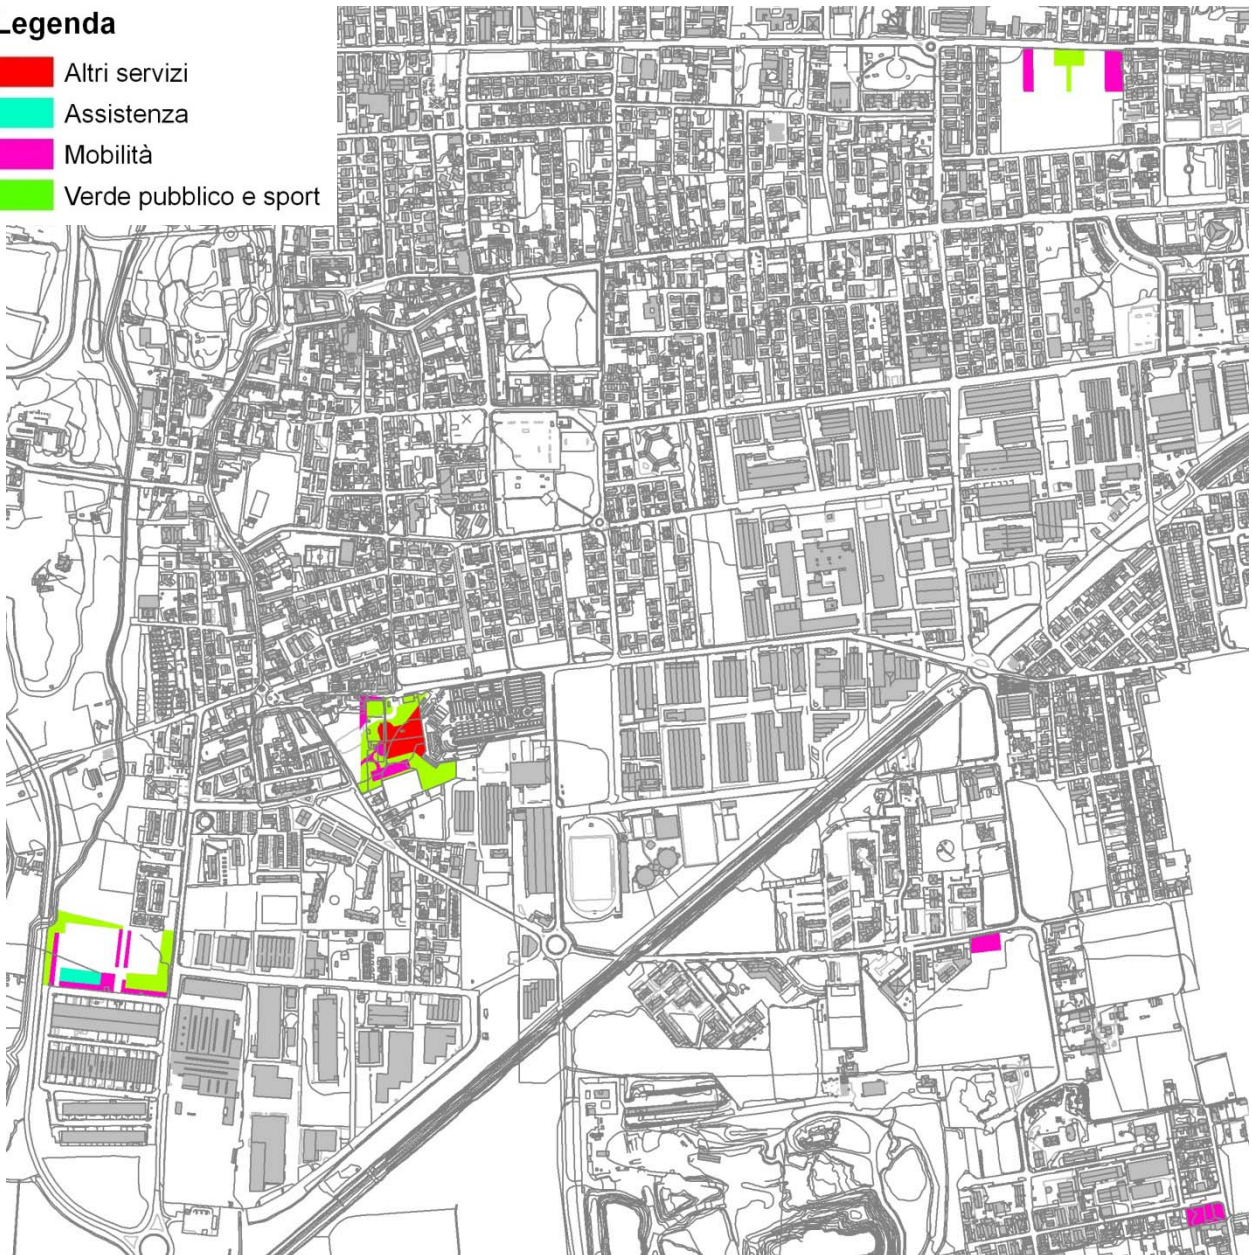 Legenda
Altri servizi
Assistenza
Mobilità
Verde pubblico e sport